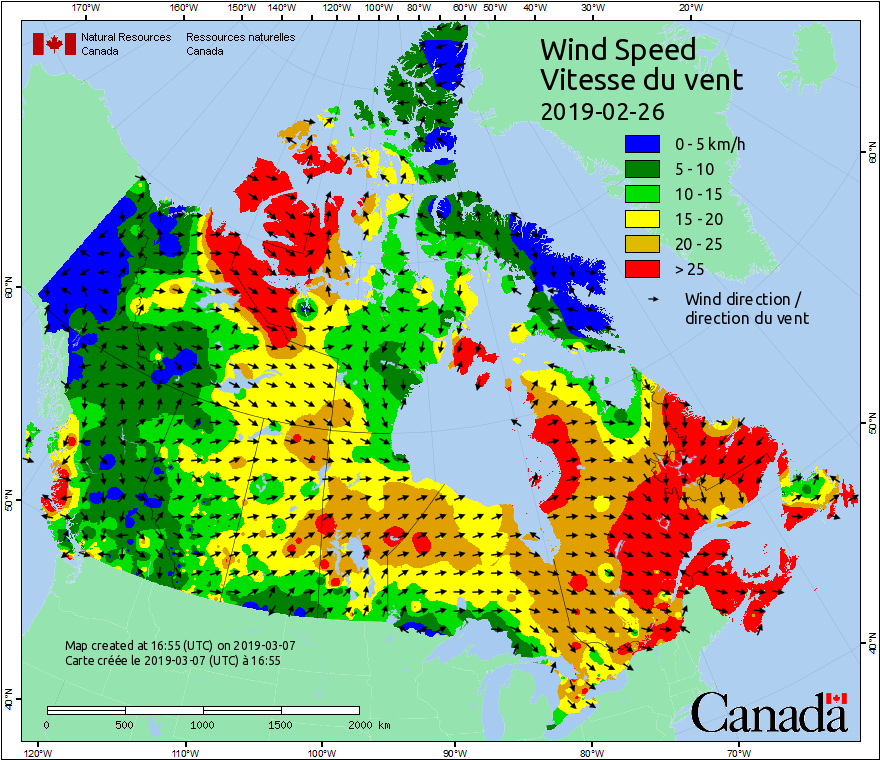 170°W 160°W 150°W 140°W 130°W 120°W 110°W 100°W 90°W 80°W 70°W 60°W 50°W 40°W 30°W 20°W
Natural Resources Canada
Ressources naturelles Canada
Wind Speed
Vitesse du vent
2019-02-26
0 - 5 km/h
5 - 10
10 - 15
15 - 20
20 - 25
> 25
Wind direction /
direction du vent
60°N
60°N
50°N
50°N
40°N
40°N
Map created at 16:55 (UTC) on 2019-03-07
Carte créée le 2019-03-07 (UTC) à 16:55
0 500 1000 1500 2000 km
Canada
120°W 110°W 100°W 90°W 80°W 70°W